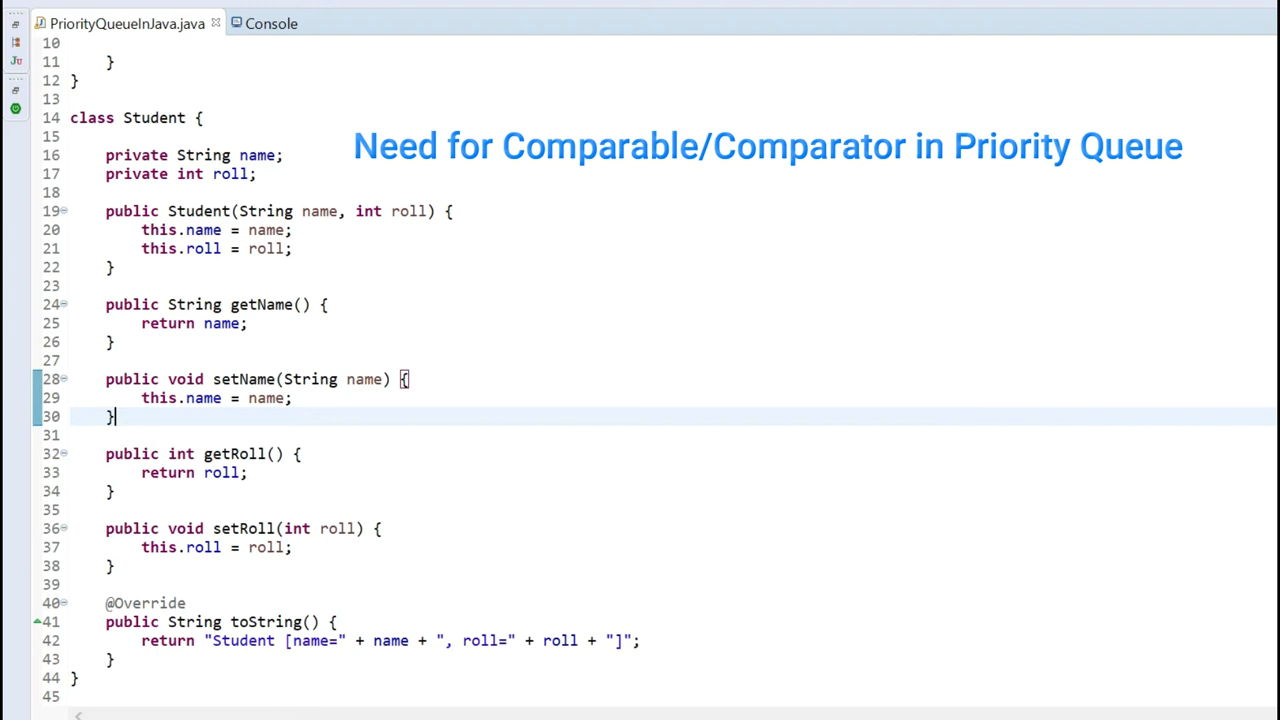 PriorityQueueInJava.java Console
10
11 }
12 }
13
14 class Student {
15
Need for Comparable/Comparator in Priority Queue
16 private String name;
17 private int roll;
18
19 public Student(String name, int roll) {
20 this.name = name;
21 this.roll = roll;
22 }
23
24 public String getName() {
25 return name;
26 }
27
28 public void setName(String name) {
29 this.name = name;
30 }
31
32 public int getRoll() {
33 return roll;
34 }
35
36 public void setRoll(int roll) {
37 this.roll = roll;
38 }
39
40 @Override
41 public String toString() {
42 return "Student [name=" + name + ", roll=" + roll + "]";
43 }
44 }
45